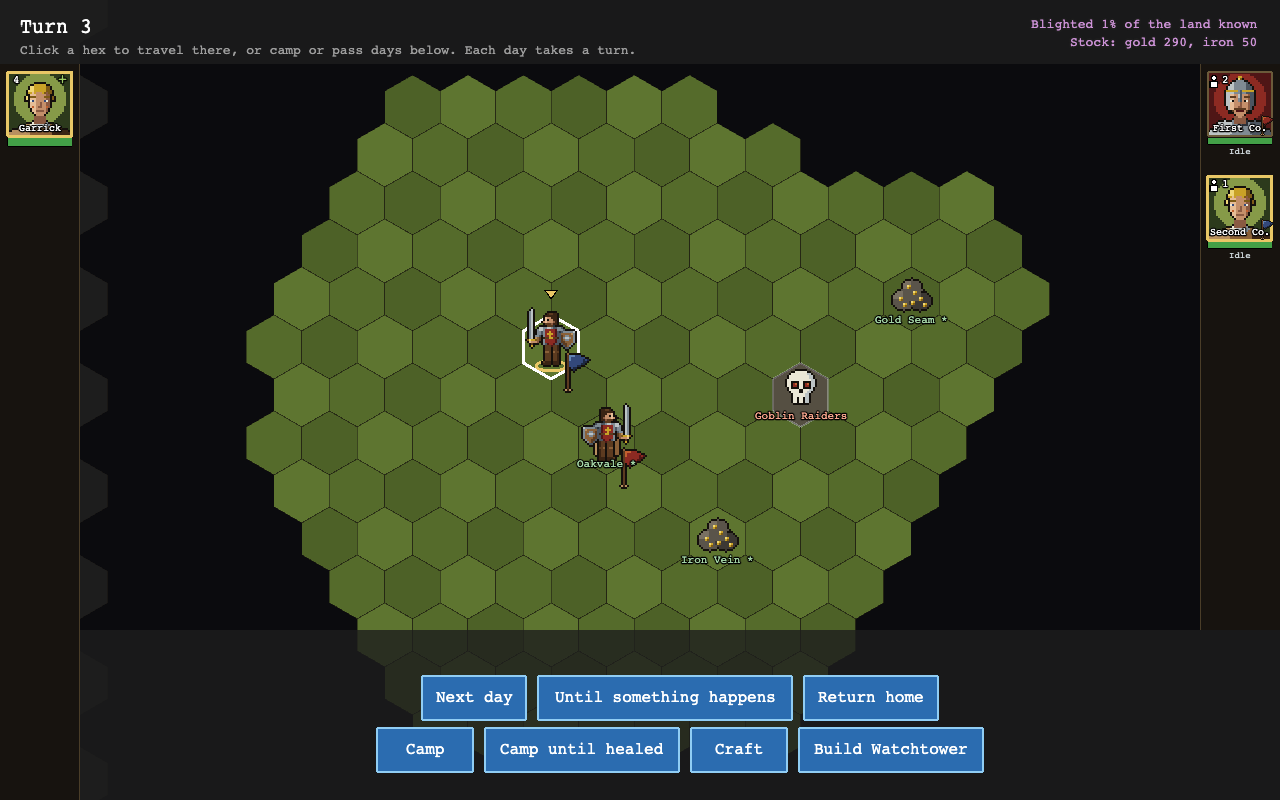 Turn 3
Click a hex to travel there, or camp or pass days below. Each day takes a turn.
Blighted 1% of the land known
Stock: gold 290, iron 50
4 +
Garrick
2
First Co.
Idle
1
Second Co.
Idle
Gold Seam *
Goblin Raiders
Oakvale *
Iron Vein *
Next day
Until something happens
Return home
Camp
Camp until healed
Craft
Build Watchtower